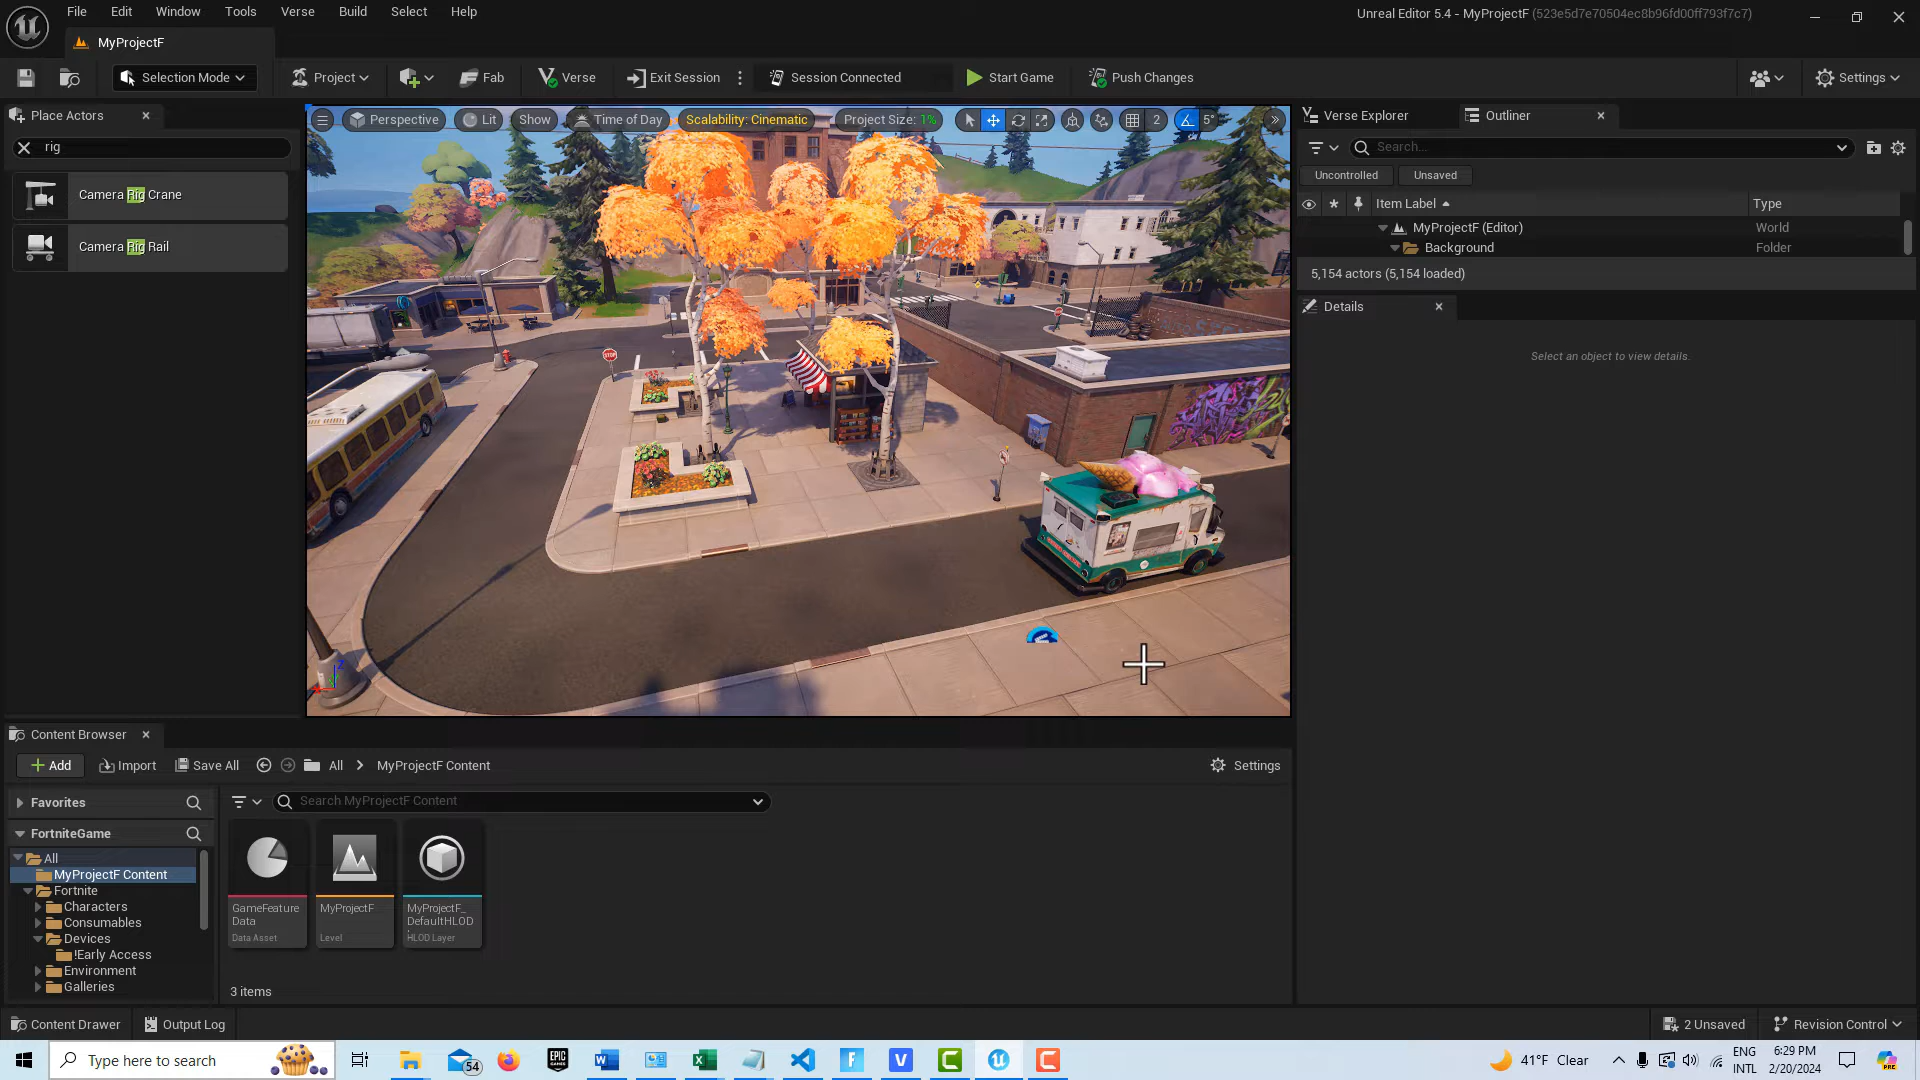 File Edit Window Tools Verse Build Select Help
Unreal Editor 5.4 - MyProjectF (523e5d7e70504ec8b96fd00ff793f7c7)
MyProjectF
Selection Mode
Project
Fab
Verse
Exit Session
Session Connected
Start Game
Push Changes
Settings
Place Actors
rig
Camera Rig Crane
Camera Rig Rail
Perspective
Lit
Show
Time of Day
Scalability: Cinematic
Project Size: 1%
2
5°
STOP
Z
Verse Explorer
Outliner
Search...
Uncontrolled
Unsaved
Item Label
Type
MyProjectF (Editor)
World
Background
Folder
5,154 actors (5,154 loaded)
Details
Select an object to view details.
Content Browser
Add
Import
Save All
All
MyProjectF Content
Settings
Favorites
Search MyProjectF Content
FortniteGame
All
MyProjectF Content
Fortnite
Characters
Consumables
Devices
!Early Access
Environment
Galleries
GameFeature
Data
Data Asset
MyProjectF
Level
MyProjectF_
DefaultHLOD
HLOD Layer
3 items
Content Drawer
Output Log
2 Unsaved
Revision Control
Type here to search
54
41°F Clear
ENG
INTL
6:29 PM
2/20/2024